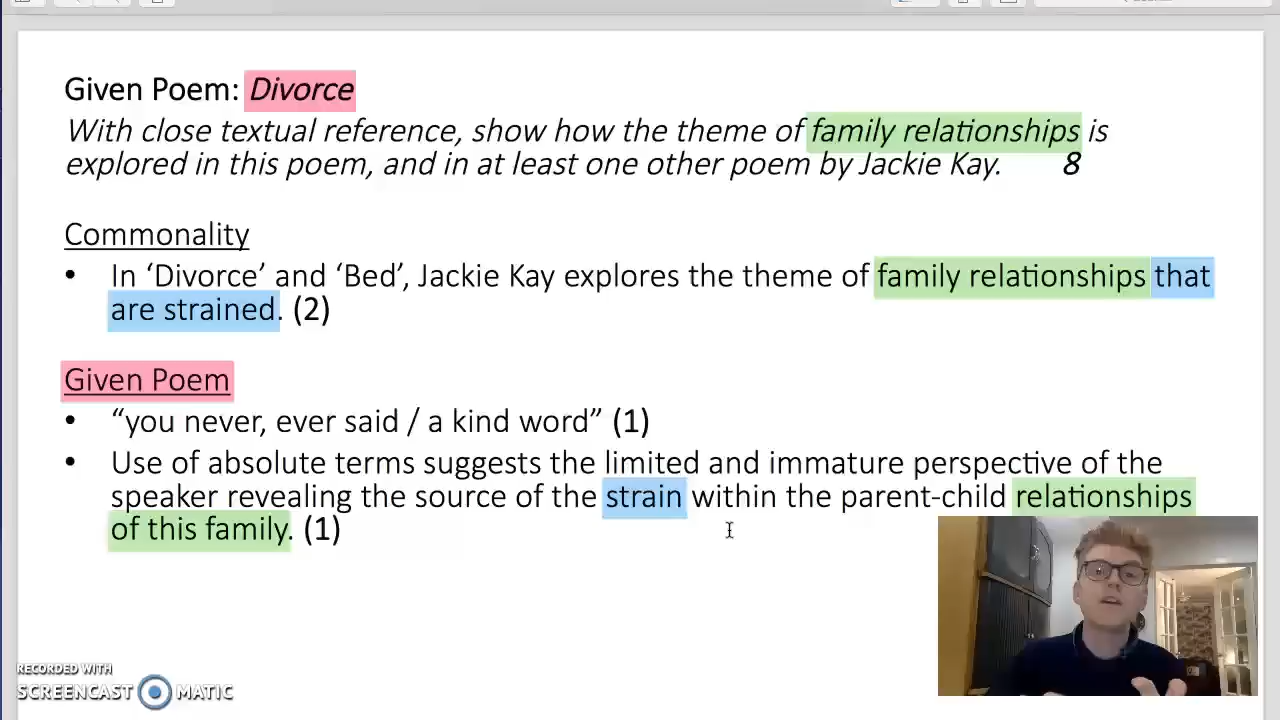 Given Poem: Divorce
With close textual reference, show how the theme of family relationships is
explored in this poem, and in at least one other poem by Jackie Kay. 8
Commonality
• In ‘Divorce’ and ‘Bed’, Jackie Kay explores the theme of family relationships that
are strained. (2)
Given Poem
• “you never, ever said / a kind word” (1)
• Use of absolute terms suggests the limited and immature perspective of the
speaker revealing the source of the strain within the parent-child relationships
of this family. (1)
RECORDED WITH
SCREENCAST MATIC